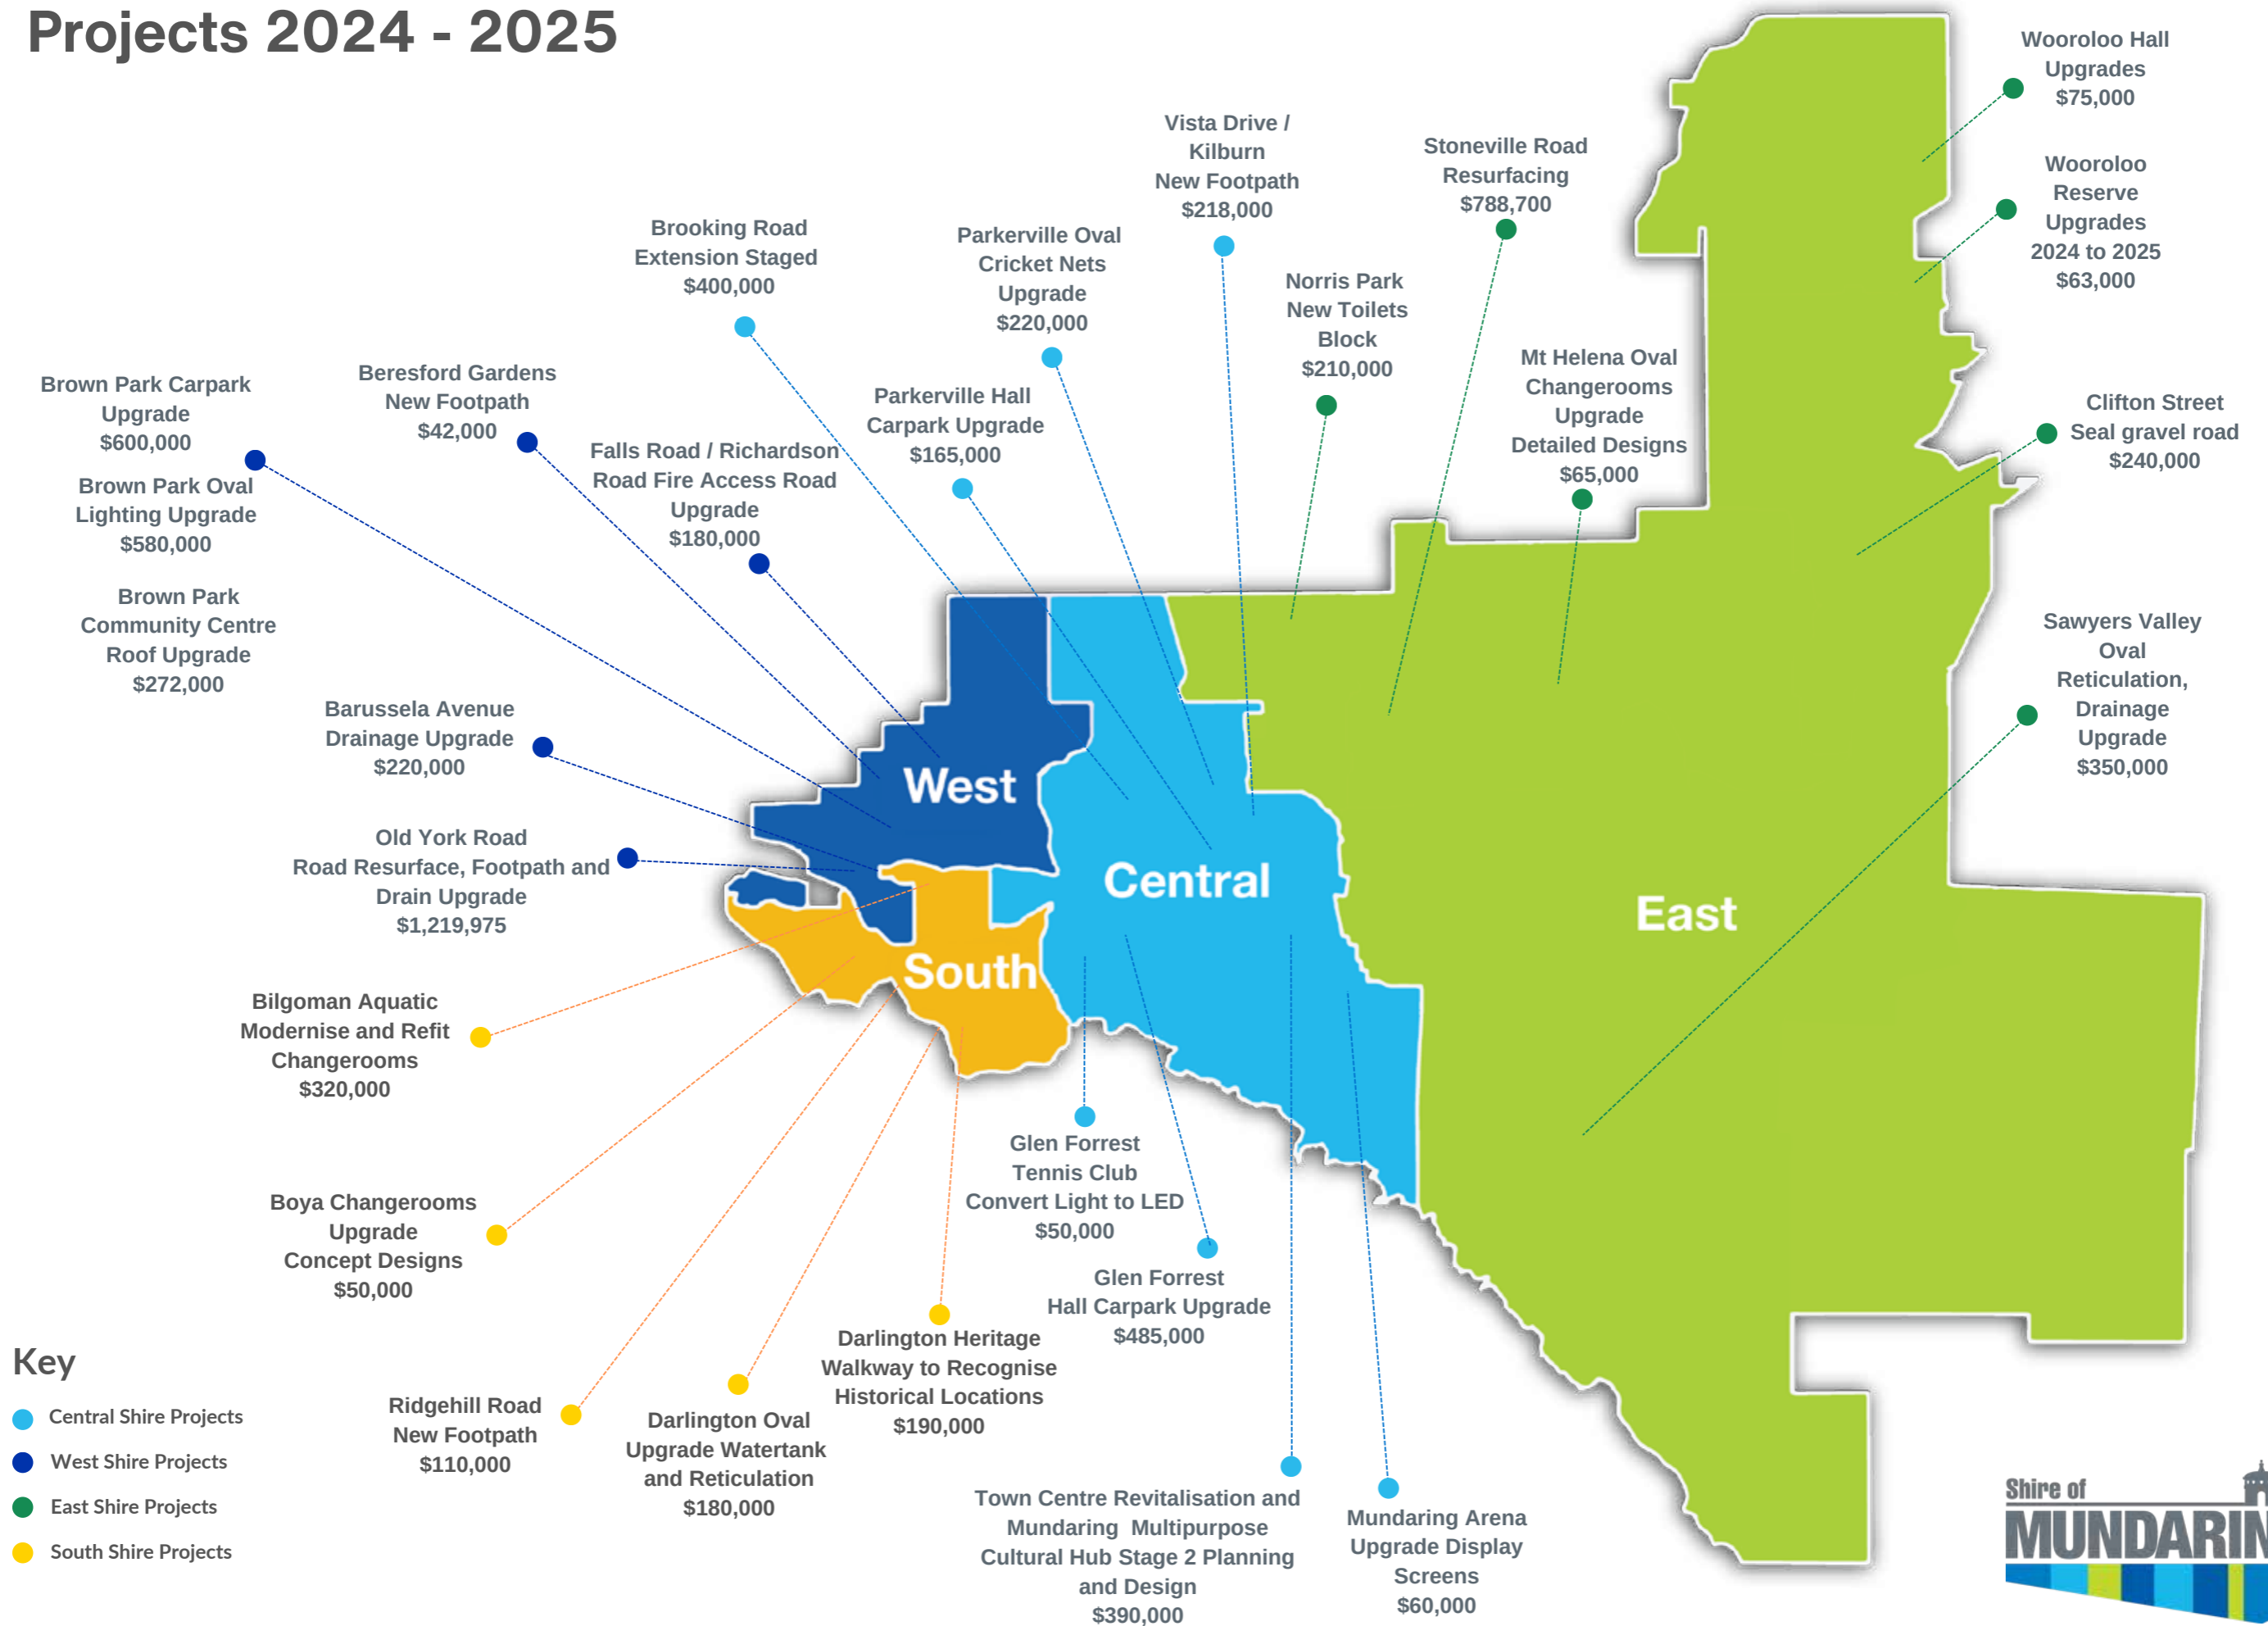 Projects 2024 - 2025
Wooroloo Hall
Upgrades
$75,000
Wooroloo
Reserve
Upgrades
2024 to 2025
$63,000
Vista Drive /
Kilburn
New Footpath
$218,000
Stoneville Road
Resurfacing
$788,700
Brooking Road
Extension Staged
$400,000
Parkerville Oval
Cricket Nets
Upgrade
$220,000
Norris Park
New Toilets
Block
$210,000
Mt Helena Oval
Changerooms
Upgrade
Detailed Designs
$65,000
Brown Park Carpark
Upgrade
$600,000
Brown Park Oval
Lighting Upgrade
$580,000
Brown Park
Community Centre
Roof Upgrade
$272,000
Beresford Gardens
New Footpath
$42,000
Falls Road / Richardson
Road Fire Access Road
Upgrade
$180,000
Parkerville Hall
Carpark Upgrade
$165,000
Clifton Street
Seal gravel road
$240,000
Sawyers Valley
Oval
Reticulation,
Drainage
Upgrade
$350,000
Barussela Avenue
Drainage Upgrade
$220,000
Old York Road
Road Resurface, Footpath and
Drain Upgrade
$1,219,975
West
Central
East
South
Bilgoman Aquatic
Modernise and Refit
Changerooms
$320,000
Boya Changerooms
Upgrade
Concept Designs
$50,000
Glen Forrest
Tennis Club
Convert Light to LED
$50,000
Glen Forrest
Hall Carpark Upgrade
$485,000
Darlington Heritage
Walkway to Recognise
Historical Locations
$190,000
Ridgehill Road
New Footpath
$110,000
Darlington Oval
Upgrade Watertank
and Reticulation
$180,000
Town Centre Revitalisation and
Mundaring Multipurpose
Cultural Hub Stage 2 Planning
and Design
$390,000
Mundaring Arena
Upgrade Display
Screens
$60,000
Key
Central Shire Projects
West Shire Projects
East Shire Projects
South Shire Projects
Shire of
MUNDARIN